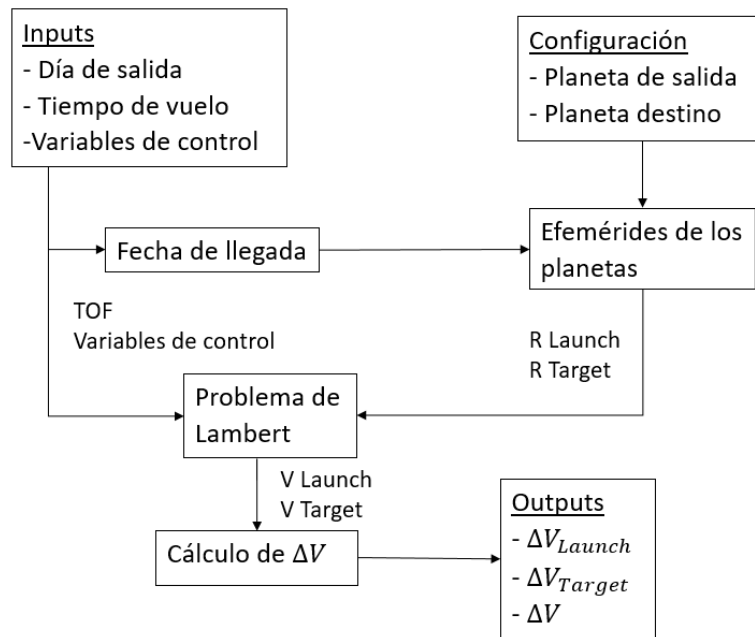 Inputs
- Día de salida
- Tiempo de vuelo
-Variables de control
Configuración
- Planeta de salida
- Planeta destino
Fecha de llegada
Efemérides de los
planetas
TOF
Variables de control
R Launch
R Target
Problema de
Lambert
V Launch
V Target
Cálculo de ΔV
Outputs
- ΔV_Launch
- ΔV_Target
- ΔV